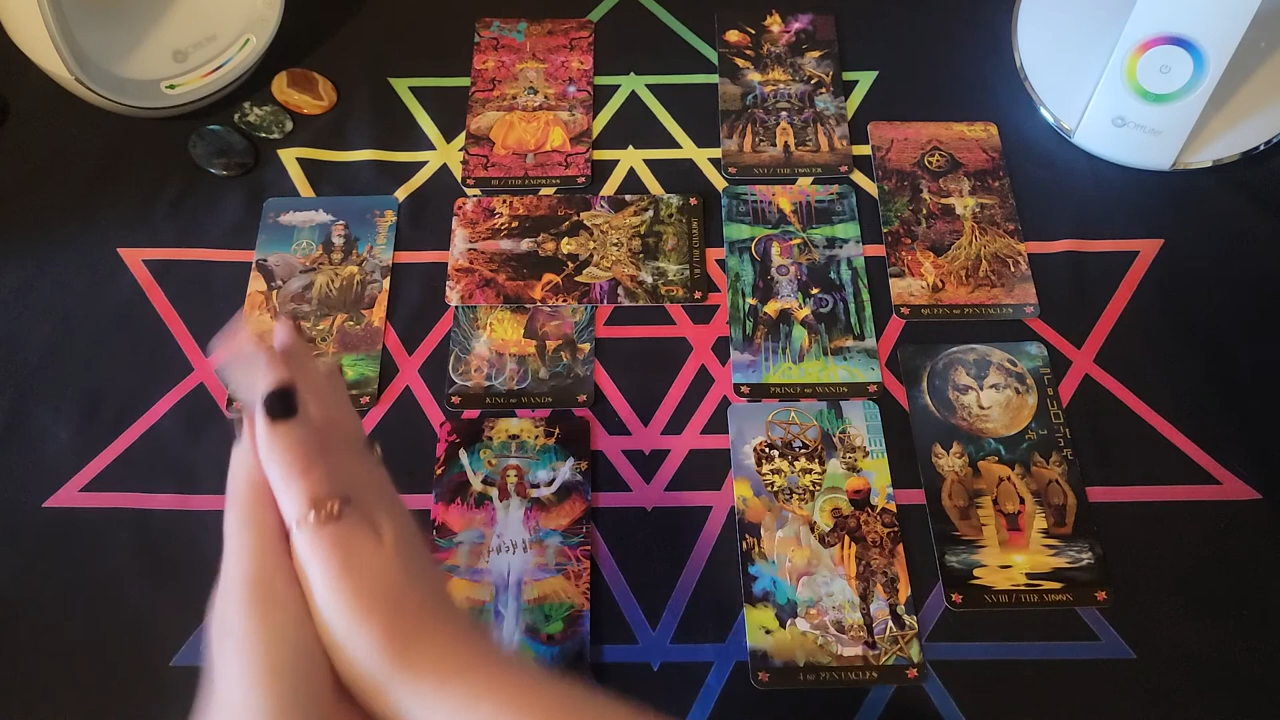 III / THE EMPRESS
XVI / THE TOWER
VII / THE CHARIOT
QUEEN OF PENTACLES
KING OF WANDS
PRINCE OF WANDS
XVIII / THE MOON
4 OF PENTACLES